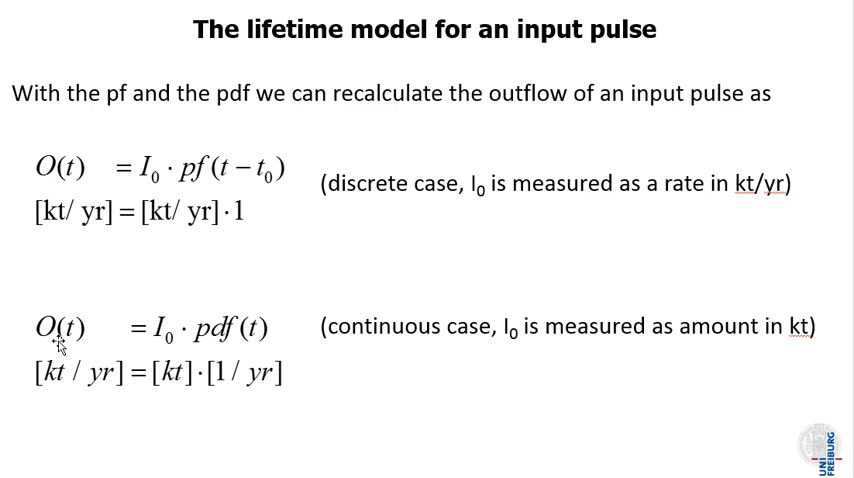 The lifetime model for an input pulse
With the pf and the pdf we can recalculate the outflow of an input pulse as
O(t) = I₀ · pf(t − t₀)
(discrete case, I₀ is measured as a rate in kt/yr)
[kt/ yr] = [kt/ yr] · 1
O(t) = I₀ · pdf(t)
(continuous case, I₀ is measured as amount in kt)
[kt / yr] = [kt] · [1 / yr]
UNI
FREIBURG